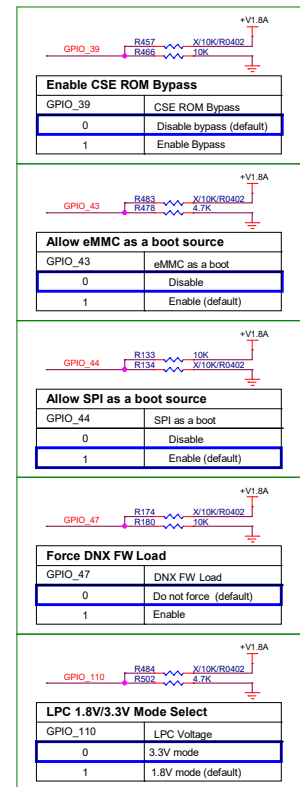 +V1.8A
R457 X/10K/R0402
GPIO_39 R466 10K
Enable CSE ROM Bypass
GPIO_39 CSE ROM Bypass
0 Disable bypass (default)
1 Enable Bypass
+V1.8A
R483 X/10K/R0402
GPIO_43 R478 4.7K
Allow eMMC as a boot source
GPIO_43 eMMC as a boot
0 Disable
1 Enable (default)
+V1.8A
R133 10K
GPIO_44 R134 X/10K/R0402
Allow SPI as a boot source
GPIO_44 SPI as a boot
0 Disable
1 Enable (default)
+V1.8A
R174 X/10K/R0402
GPIO_47 R180 10K
Force DNX FW Load
GPIO_47 DNX FW Load
0 Do not force (default)
1 Enable
+V1.8A
R484 X/10K/R0402
GPIO_110 R502 4.7K
LPC 1.8V/3.3V Mode Select
GPIO_110 LPC Voltage
0 3.3V mode
1 1.8V mode (default)